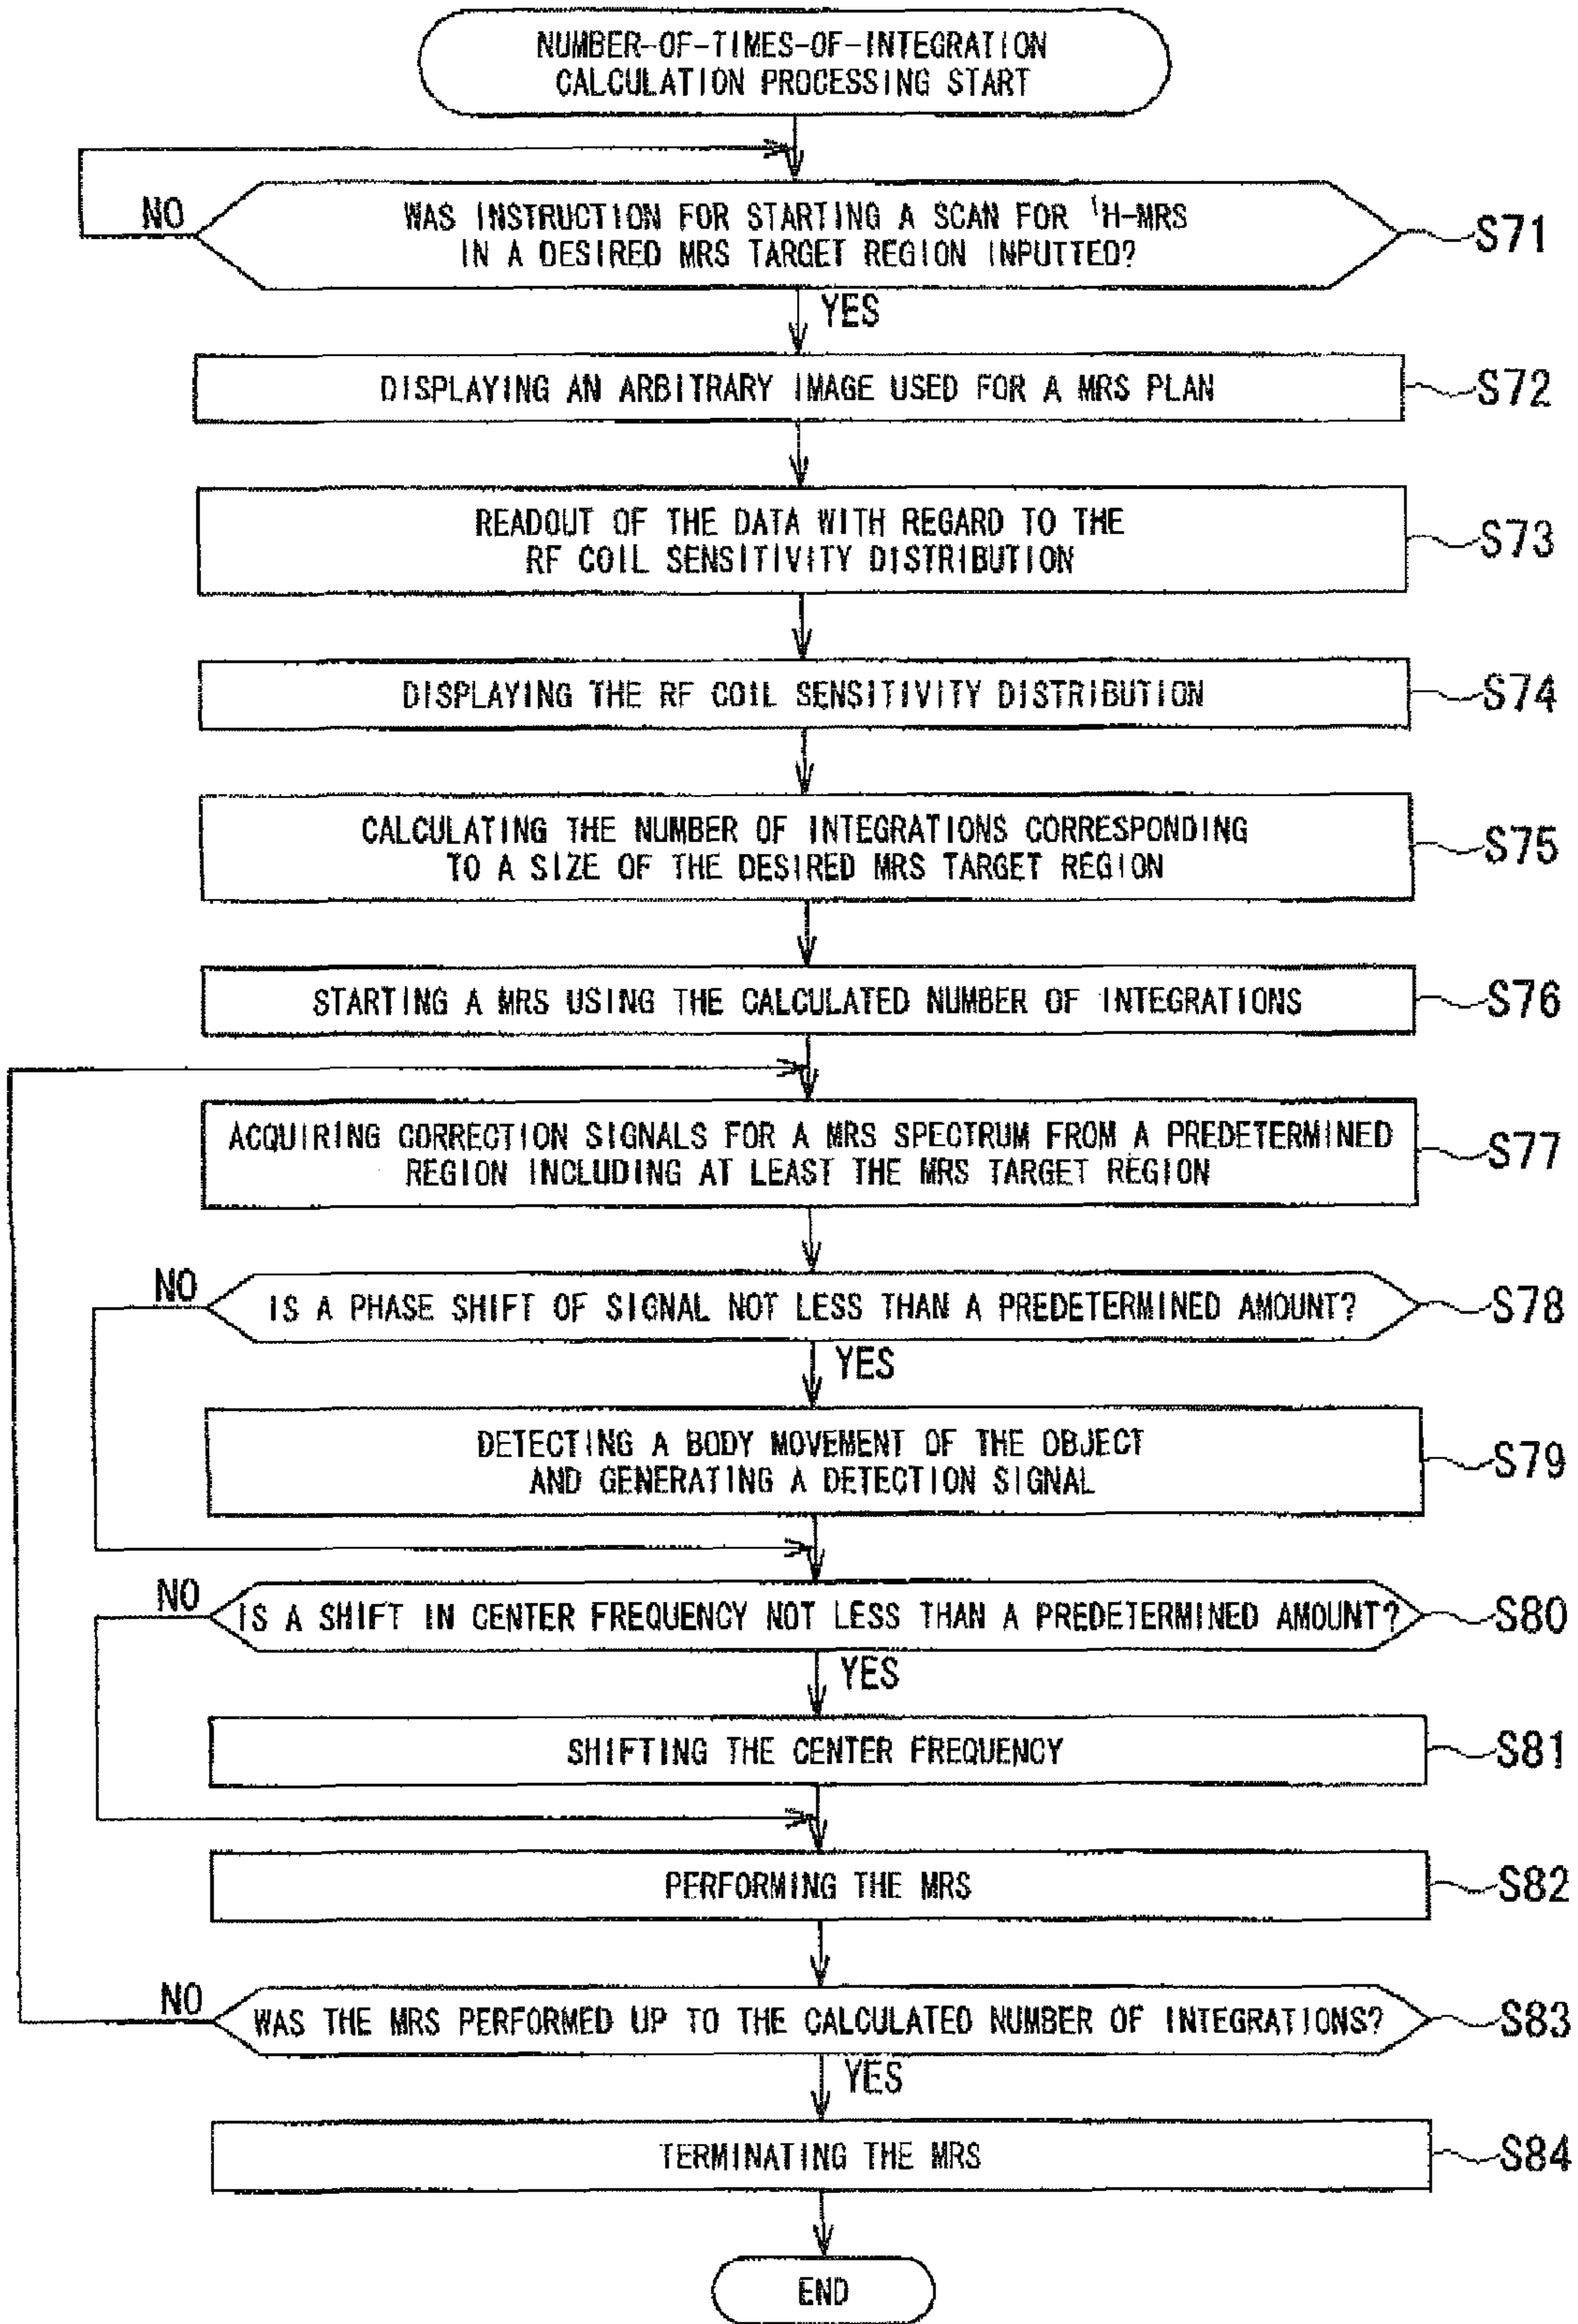 NUMBER-OF-TIMES-OF-INTEGRATION
CALCULATION PROCESSING START
NO
WAS INSTRUCTION FOR STARTING A SCAN FOR ¹H-MRS
IN A DESIRED MRS TARGET REGION INPUTTED?
S71
YES
DISPLAYING AN ARBITRARY IMAGE USED FOR A MRS PLAN
S72
READOUT OF THE DATA WITH REGARD TO THE
RF COIL SENSITIVITY DISTRIBUTION
S73
DISPLAYING THE RF COIL SENSITIVITY DISTRIBUTION
S74
CALCULATING THE NUMBER OF INTEGRATIONS CORRESPONDING
TO A SIZE OF THE DESIRED MRS TARGET REGION
S75
STARTING A MRS USING THE CALCULATED NUMBER OF INTEGRATIONS
S76
ACQUIRING CORRECTION SIGNALS FOR A MRS SPECTRUM FROM A PREDETERMINED
REGION INCLUDING AT LEAST THE MRS TARGET REGION
S77
NO
IS A PHASE SHIFT OF SIGNAL NOT LESS THAN A PREDETERMINED AMOUNT?
S78
YES
DETECTING A BODY MOVEMENT OF THE OBJECT
AND GENERATING A DETECTION SIGNAL
S79
NO
IS A SHIFT IN CENTER FREQUENCY NOT LESS THAN A PREDETERMINED AMOUNT?
S80
YES
SHIFTING THE CENTER FREQUENCY
S81
PERFORMING THE MRS
S82
NO
WAS THE MRS PERFORMED UP TO THE CALCULATED NUMBER OF INTEGRATIONS?
S83
YES
TERMINATING THE MRS
S84
END